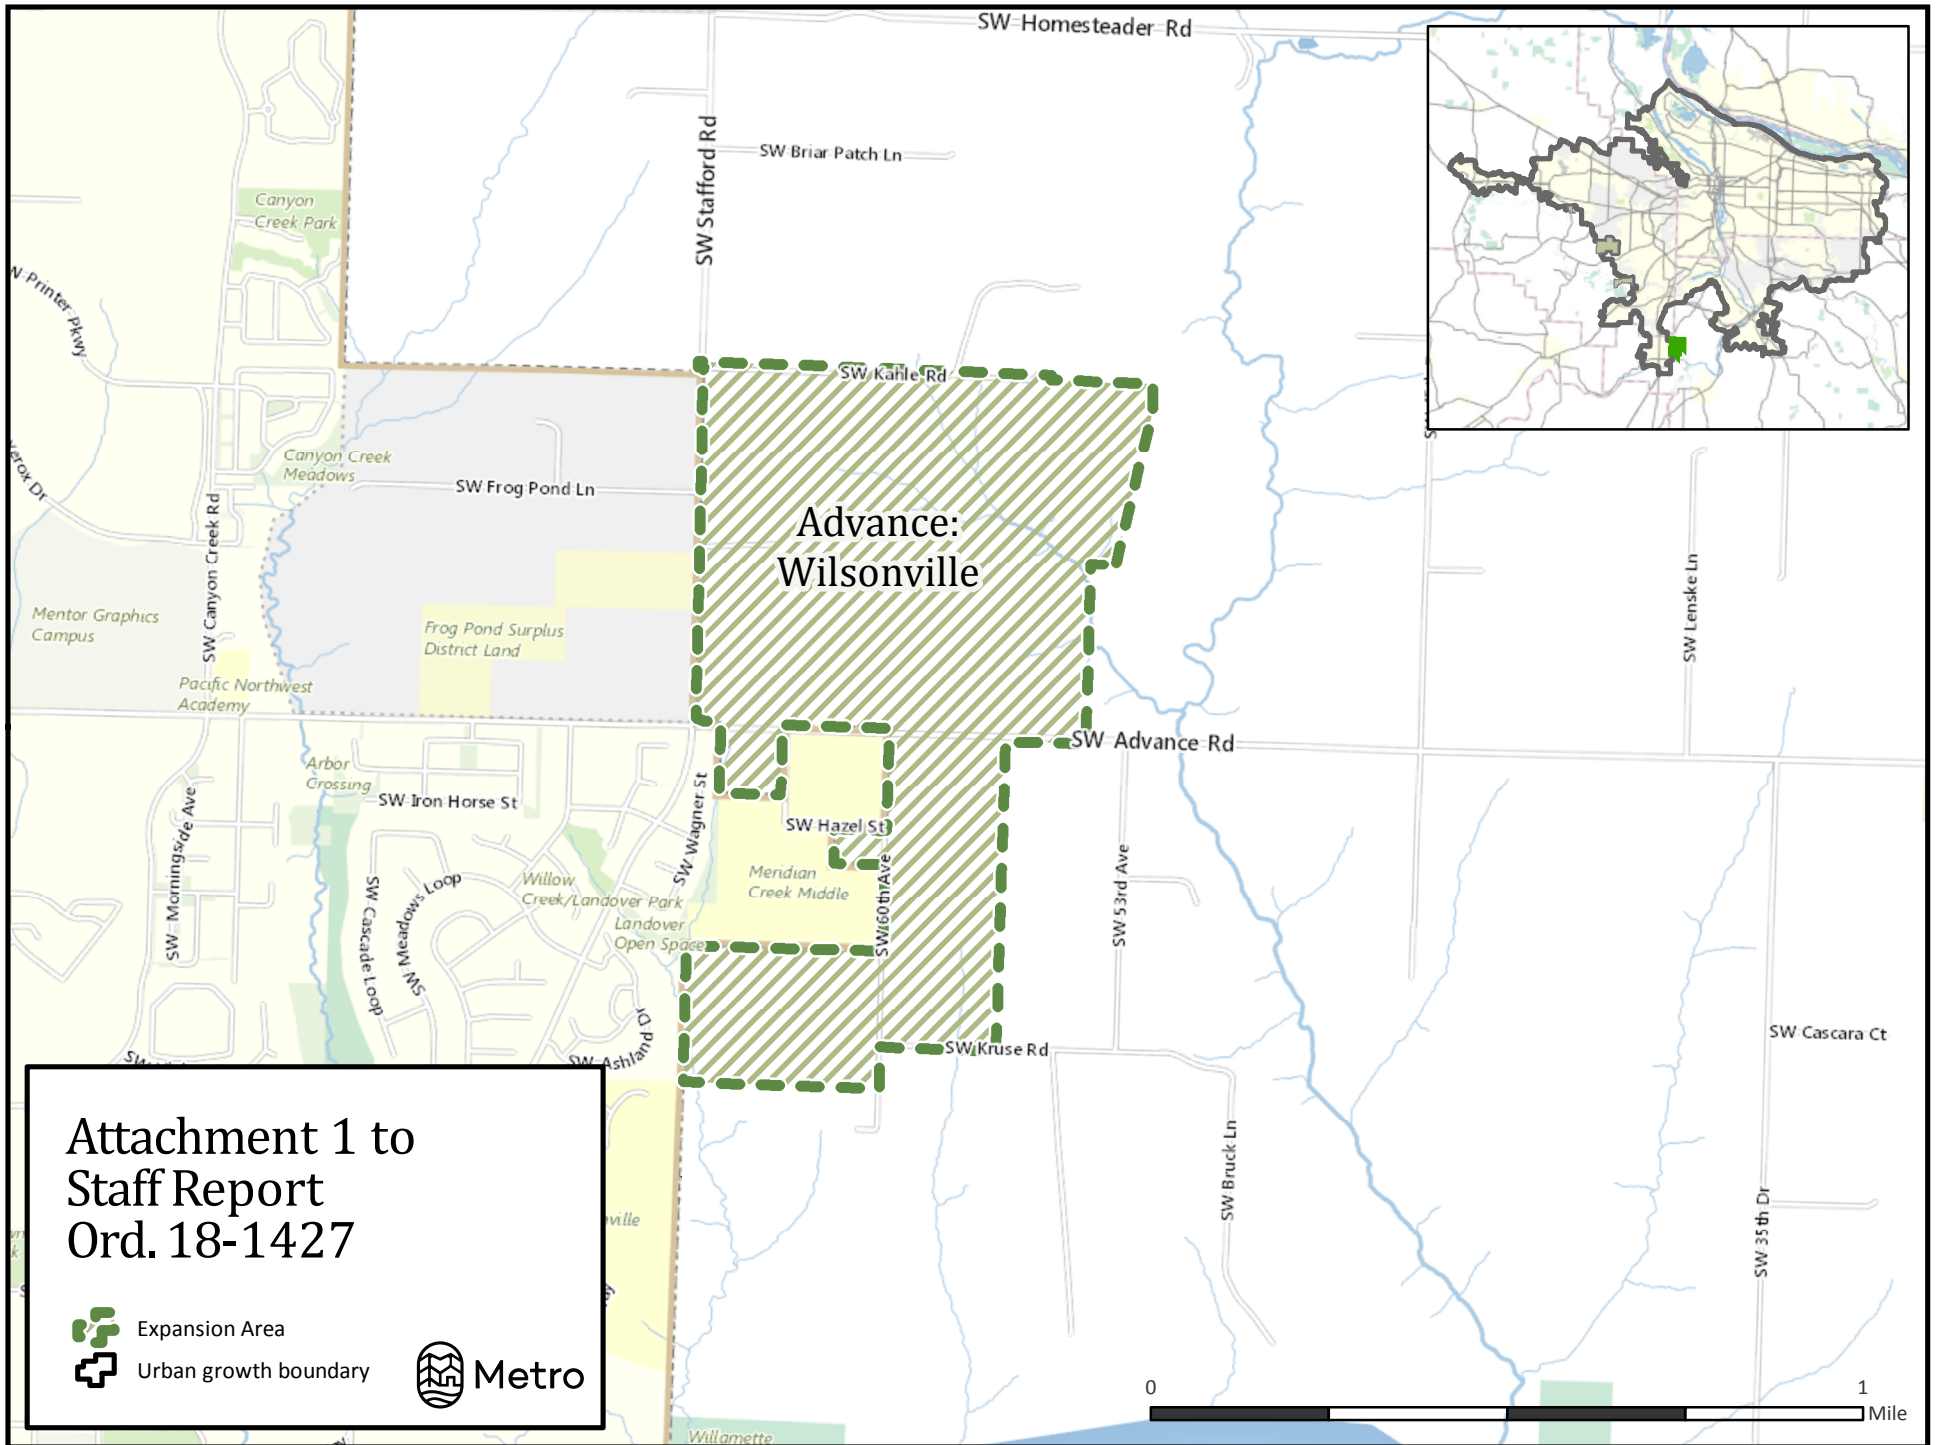 SW Homesteader Rd
SW Briar Patch Ln
SW Stafford Rd
Canyon
Creek Park
Printer Pkwy
SW Kahle Rd
Canyon Creek
Meadows
SW Frog Pond Ln
SW Canyon Creek Rd
Advance:
Wilsonville
Mentor Graphics
Campus
Frog Pond Surplus
District Land
SW Lenske Ln
Pacific Northwest
Academy
SW Advance Rd
Arbor
Crossing
SW Iron Horse St
SW Morningside Ave
SW Wagner St
SW Hazel St
Meridian
Creek Middle
SW 60th Ave
SW 53rd Ave
SW Cascade Loop
SW Meadows Loop
Willow
Creek/Landover Park
Landover
Open Space
SW Ashland Dr
SW Kruse Rd
SW Cascara Ct
SW Bruck Ln
SW 35th Dr
Attachment 1 to
Staff Report
Ord. 18-1427
Expansion Area
Urban growth boundary
Metro
0 1
Mile
Willamette